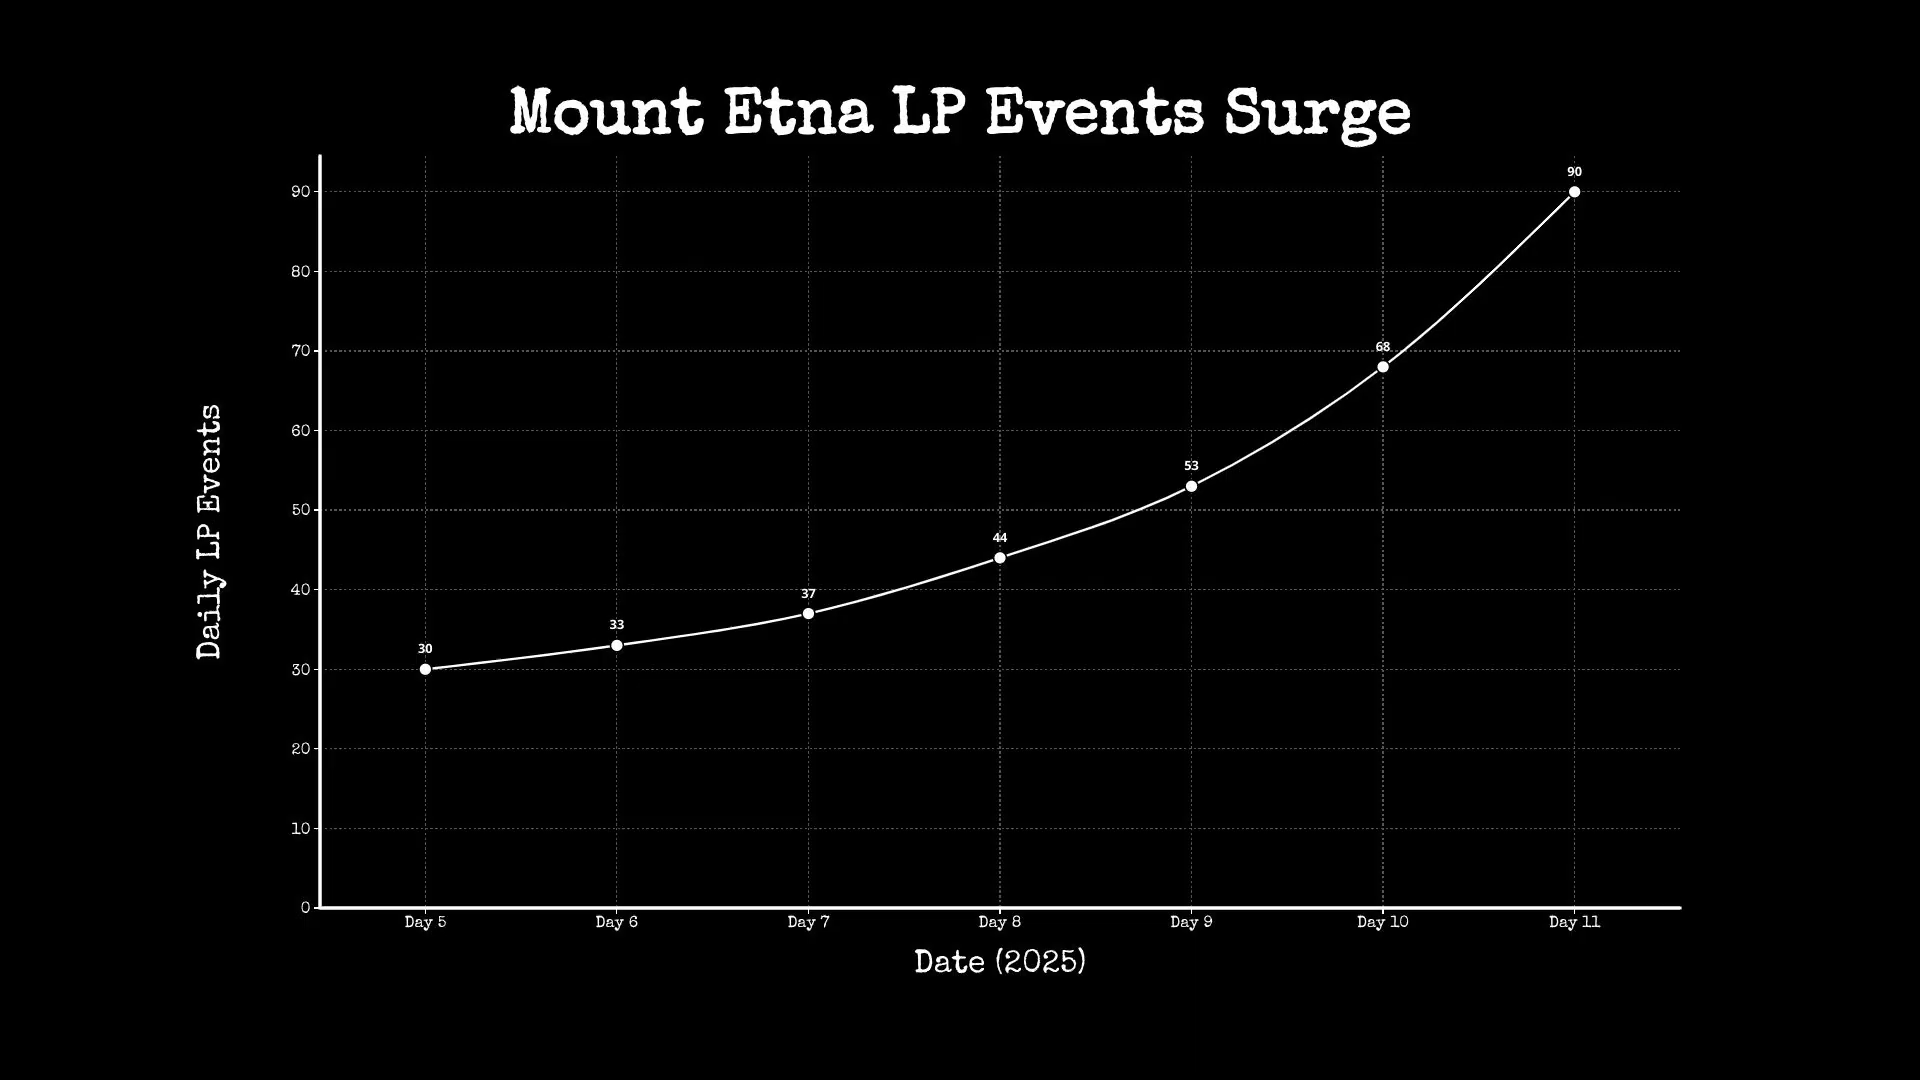 Mount Etna LP Events Surge
Daily LP Events
90
80
70
60
50
40
30
20
10
0
30
33
37
44
53
68
90
Day 5
Day 6
Day 7
Day 8
Day 9
Day 10
Day 11
Date (2025)